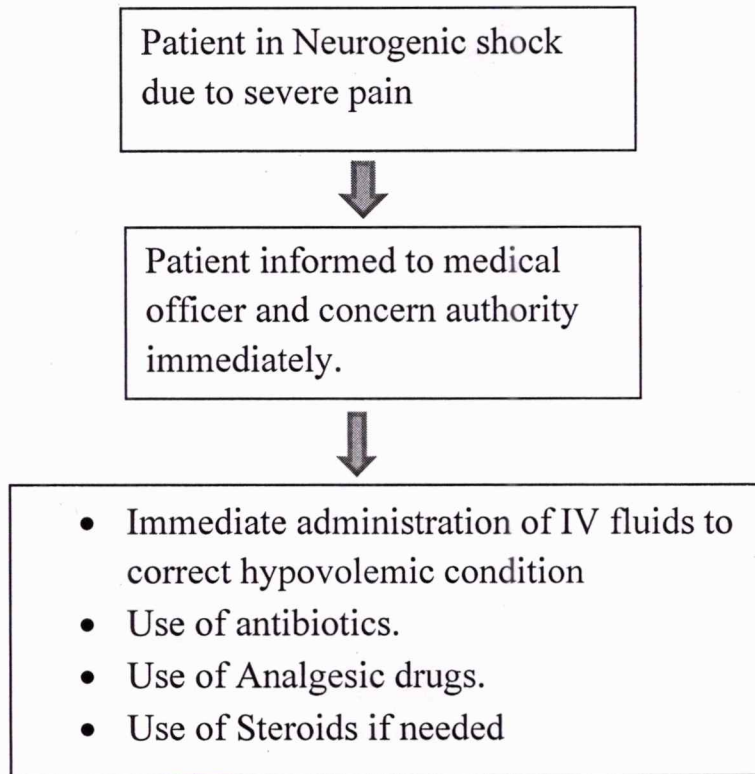 Patient in Neurogenic shock
due to severe pain
Patient informed to medical
officer and concern authority
immediately.
• Immediate administration of IV fluids to
correct hypovolemic condition
• Use of antibiotics.
• Use of Analgesic drugs.
• Use of Steroids if needed